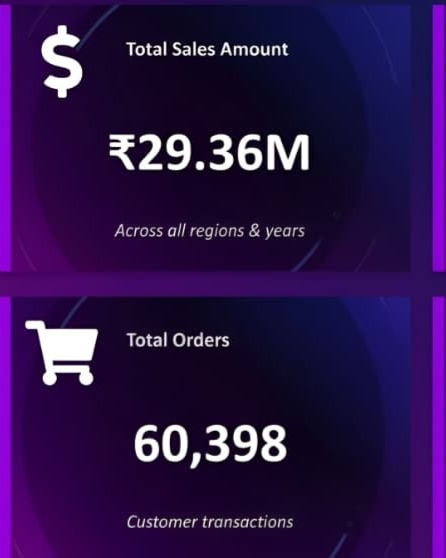 Total Sales Amount
₹29.36M
Across all regions & years
Total Orders
60,398
Customer transactions